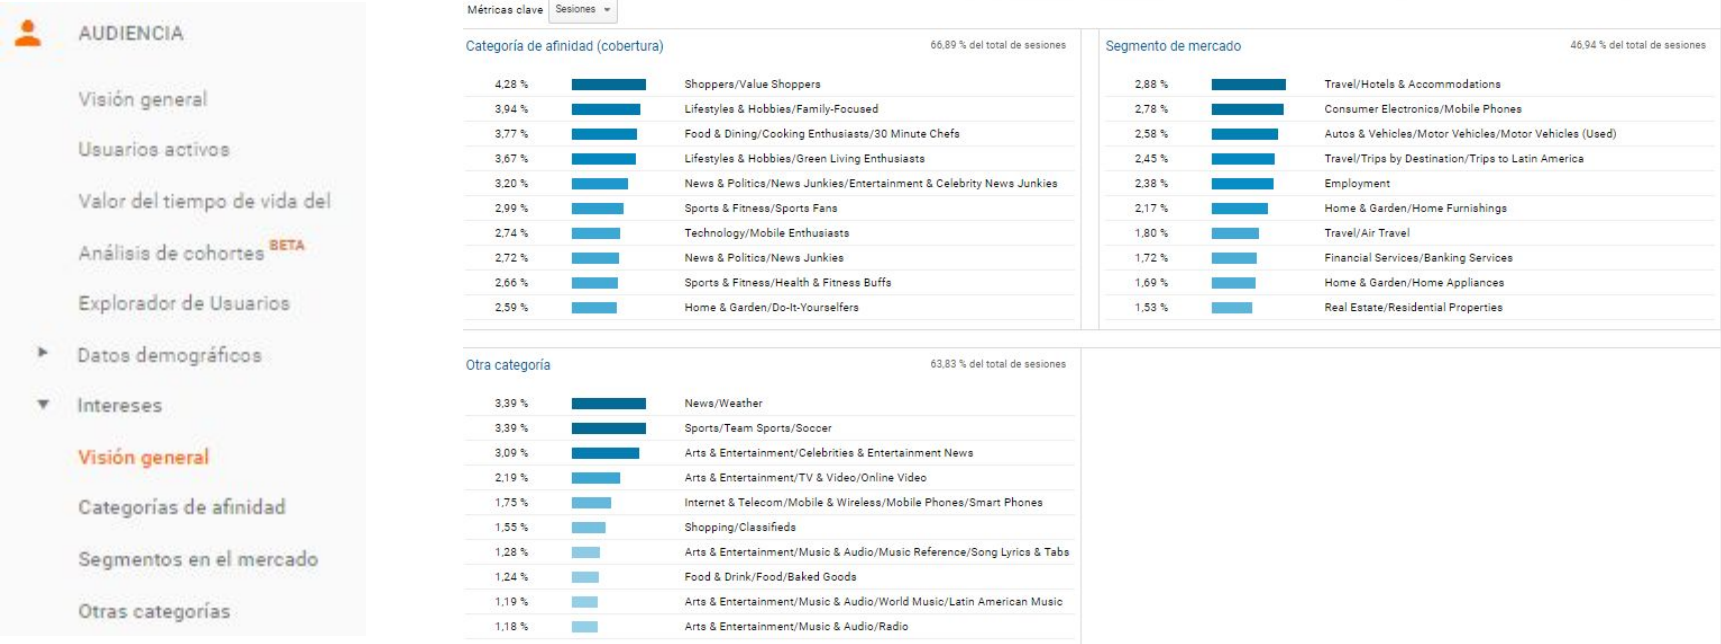 AUDIENCIA
Visión general
Usuarios activos
Valor del tiempo de vida del
Análisis de cohortes BETA
Explorador de Usuarios
Datos demográficos
Intereses
Visión general
Categorías de afinidad
Segmentos en el mercado
Otras categorías
Métricas clave Sesiones
Categoría de afinidad (cobertura) 66,89 % del total de sesiones
4,28 % Shoppers/Value Shoppers
3,94 % Lifestyles & Hobbies/Family-Focused
3,77 % Food & Dining/Cooking Enthusiasts/30 Minute Chefs
3,67 % Lifestyles & Hobbies/Green Living Enthusiasts
3,20 % News & Politics/News Junkies/Entertainment & Celebrity News Junkies
2,99 % Sports & Fitness/Sports Fans
2,74 % Technology/Mobile Enthusiasts
2,72 % News & Politics/News Junkies
2,66 % Sports & Fitness/Health & Fitness Buffs
2,59 % Home & Garden/Do-It-Yourselfers
Segmento de mercado 46,94 % del total de sesiones
2,88 % Travel/Hotels & Accommodations
2,78 % Consumer Electronics/Mobile Phones
2,58 % Autos & Vehicles/Motor Vehicles/Motor Vehicles (Used)
2,45 % Travel/Trips by Destination/Trips to Latin America
2,38 % Employment
2,17 % Home & Garden/Home Furnishings
1,80 % Travel/Air Travel
1,72 % Financial Services/Banking Services
1,69 % Home & Garden/Home Appliances
1,53 % Real Estate/Residential Properties
Otra categoría 63,83 % del total de sesiones
3,39 % News/Weather
3,39 % Sports/Team Sports/Soccer
3,09 % Arts & Entertainment/Celebrities & Entertainment News
2,19 % Arts & Entertainment/TV & Video/Online Video
1,75 % Internet & Telecom/Mobile & Wireless/Mobile Phones/Smart Phones
1,55 % Shopping/Classifieds
1,28 % Arts & Entertainment/Music & Audio/Music Reference/Song Lyrics & Tabs
1,24 % Food & Drink/Food/Baked Goods
1,19 % Arts & Entertainment/Music & Audio/World Music/Latin American Music
1,18 % Arts & Entertainment/Music & Audio/Radio